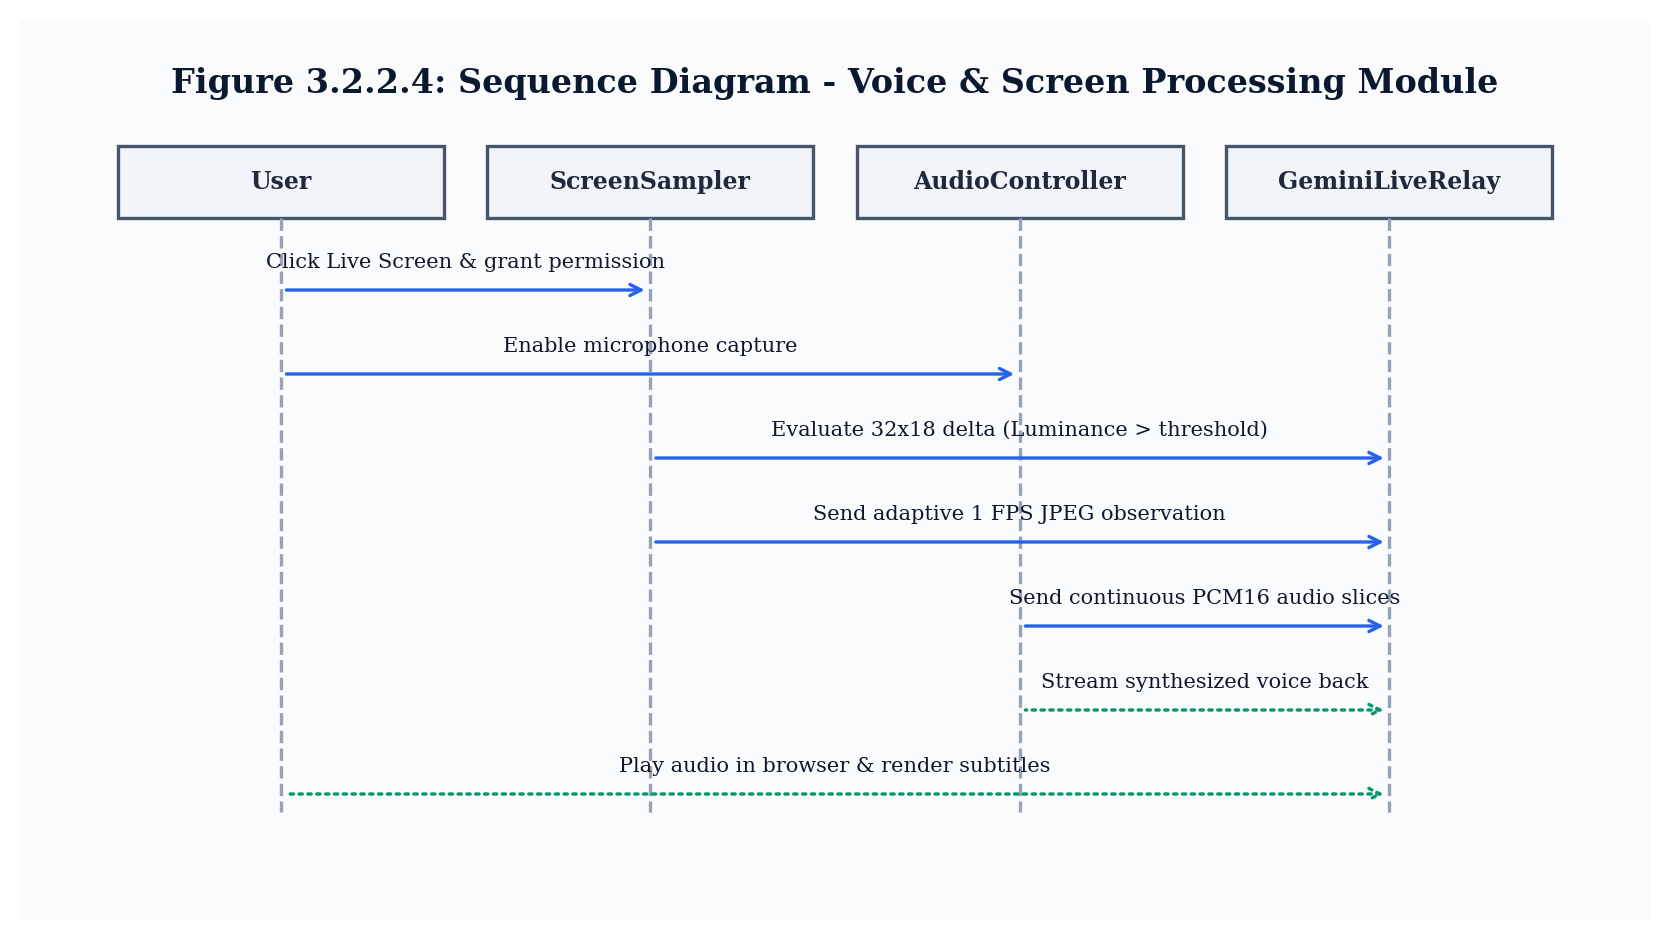 Figure 3.2.2.4: Sequence Diagram - Voice & Screen Processing Module
User
ScreenSampler
AudioController
GeminiLiveRelay
Click Live Screen & grant permission
Enable microphone capture
Evaluate 32x18 delta (Luminance > threshold)
Send adaptive 1 FPS JPEG observation
Send continuous PCM16 audio slices
Stream synthesized voice back
Play audio in browser & render subtitles